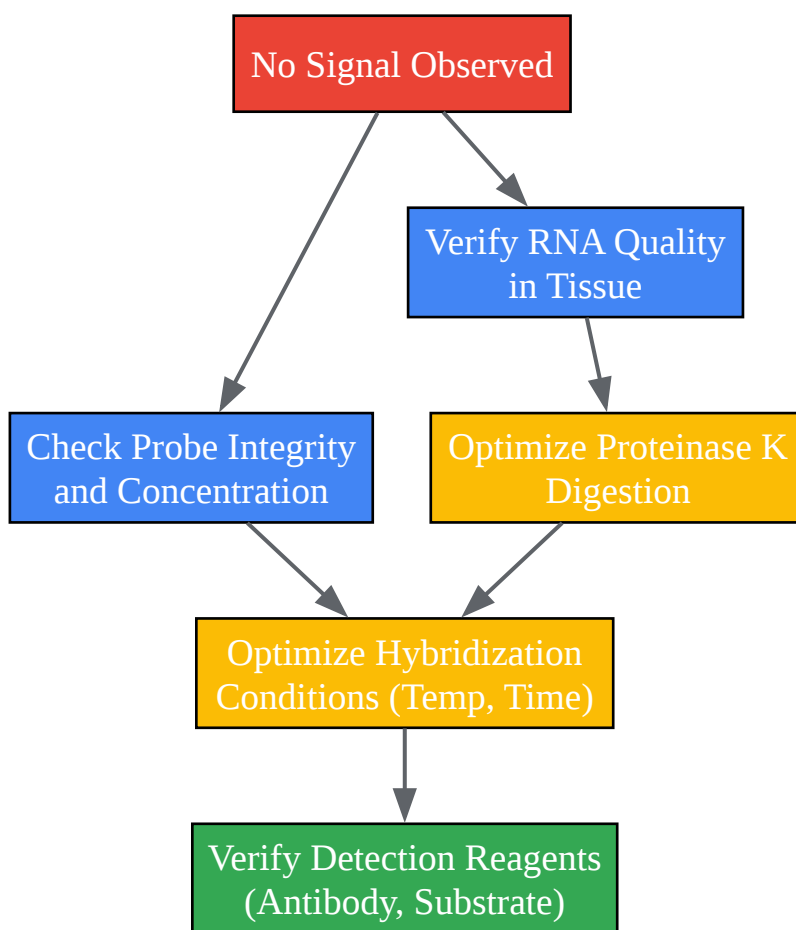 No Signal Observed
Verify RNA Quality
in Tissue
Check Probe Integrity
and Concentration
Optimize Proteinase K
Digestion
Optimize Hybridization
Conditions (Temp, Time)
Verify Detection Reagents
(Antibody, Substrate)